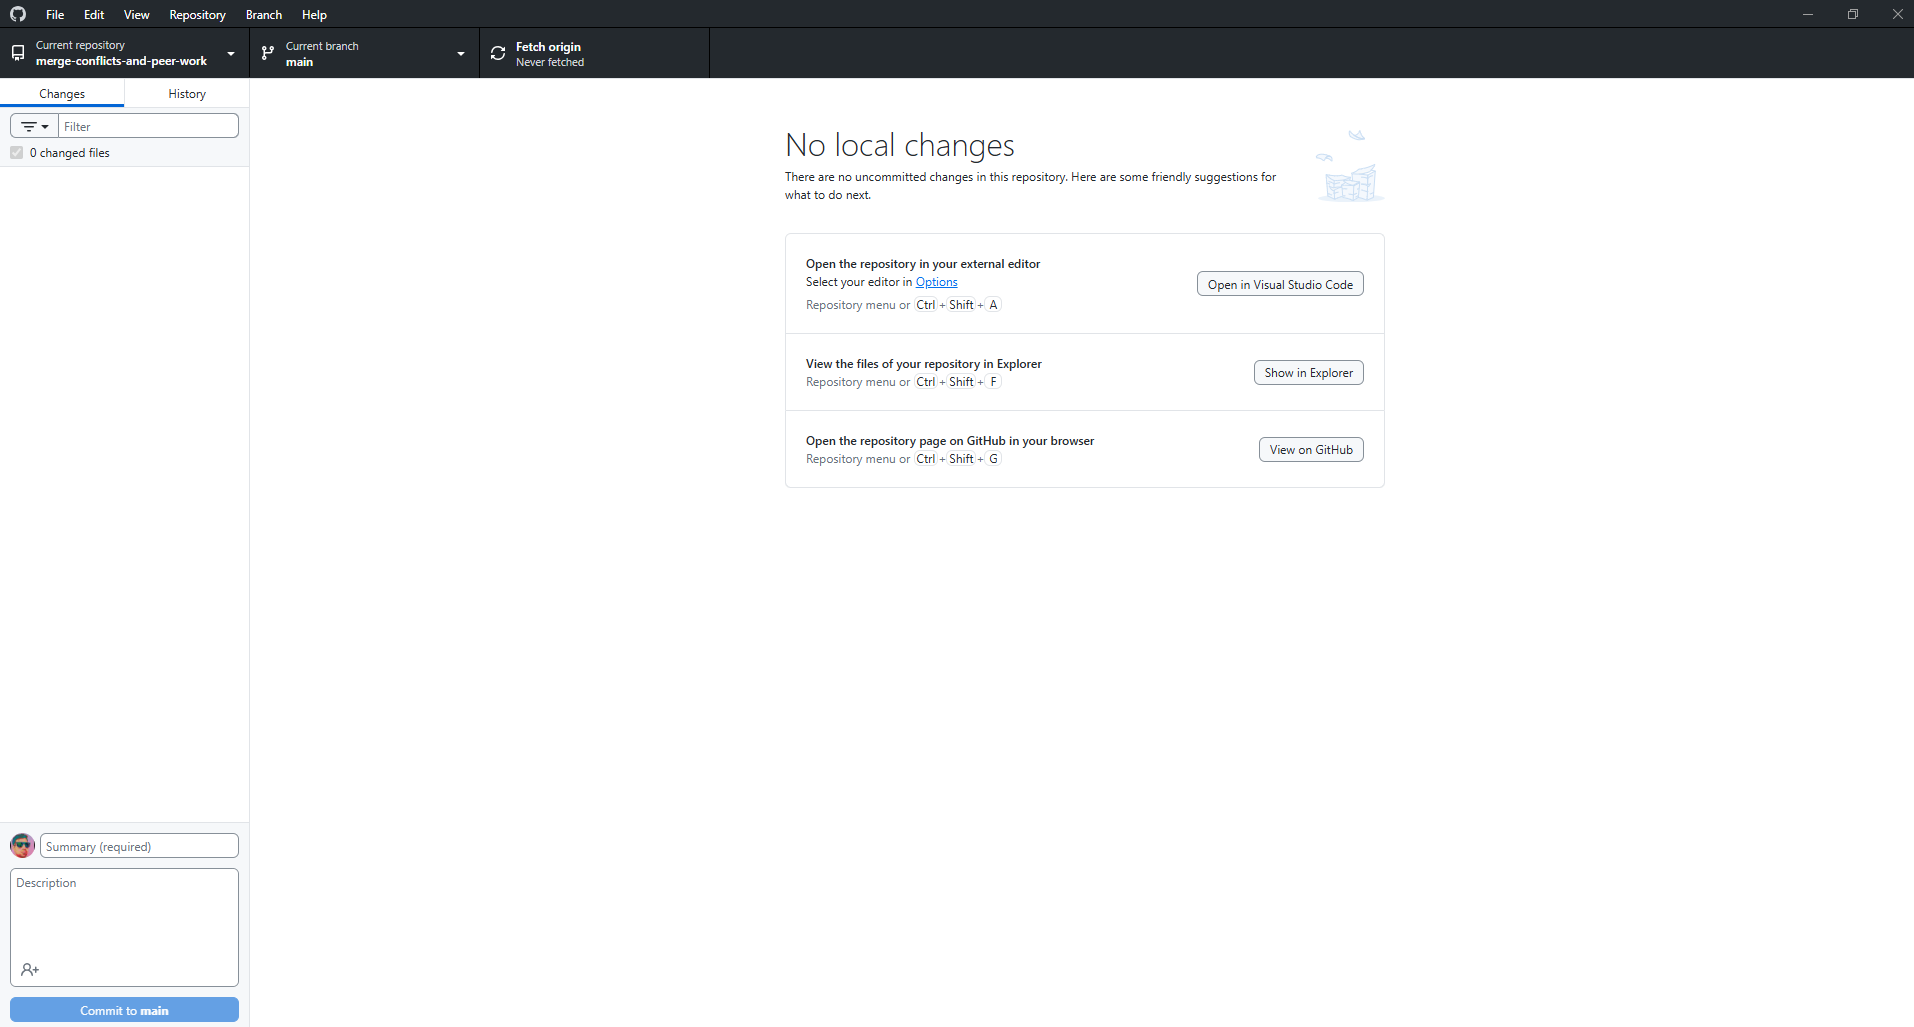 File Edit View Repository Branch Help
Current repository
merge-conflicts-and-peer-work
Current branch
main
Fetch origin
Never fetched
Changes History
Filter
0 changed files
No local changes
There are no uncommitted changes in this repository. Here are some friendly suggestions for
what to do next.
Open the repository in your external editor
Select your editor in Options
Repository menu or Ctrl + Shift + A
Open in Visual Studio Code
View the files of your repository in Explorer
Repository menu or Ctrl + Shift + F
Show in Explorer
Open the repository page on GitHub in your browser
Repository menu or Ctrl + Shift + G
View on GitHub
Summary (required)
Description
Commit to main